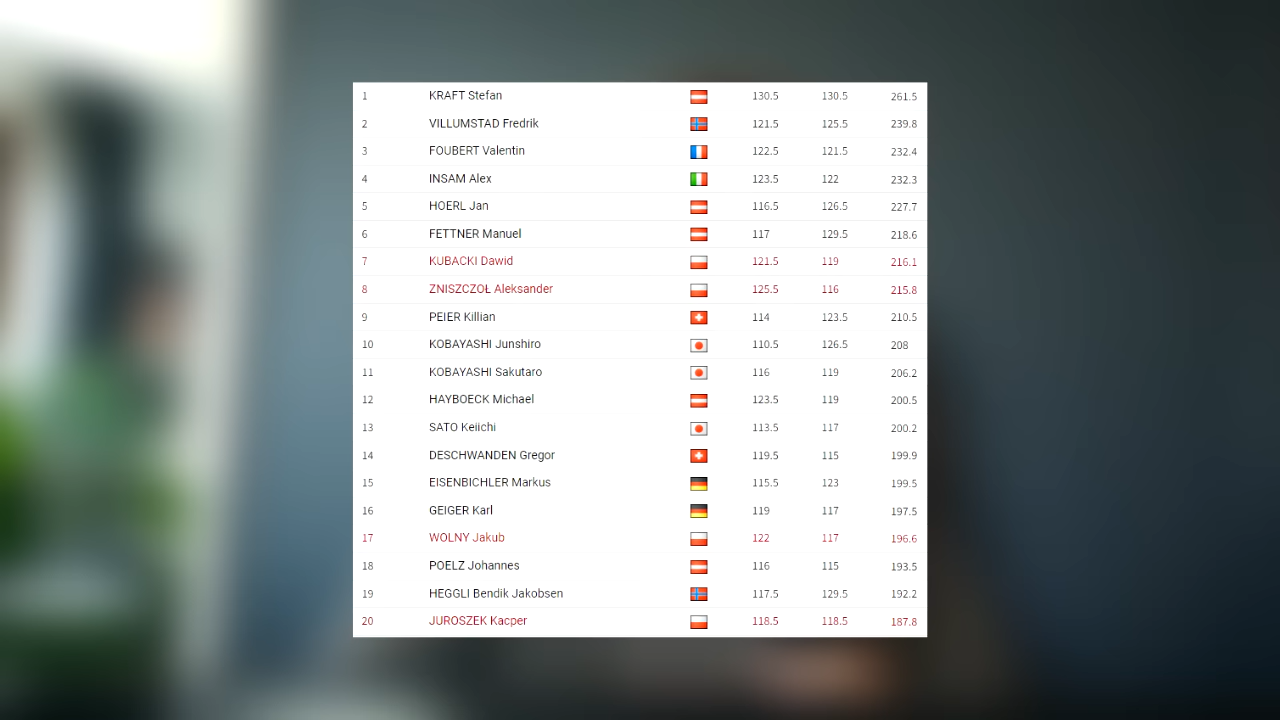 1 KRAFT Stefan 130.5 130.5 261.5
2 VILLUMSTAD Fredrik 121.5 125.5 239.8
3 FOUBERT Valentin 122.5 121.5 232.4
4 INSAM Alex 123.5 122 232.3
5 HOERL Jan 116.5 126.5 227.7
6 FETTNER Manuel 117 129.5 218.6
7 KUBACKI Dawid 121.5 119 216.1
8 ZNISZCZOŁ Aleksander 125.5 116 215.8
9 PEIER Killian 114 123.5 210.5
10 KOBAYASHI Junshiro 110.5 126.5 208
11 KOBAYASHI Sakutaro 116 119 206.2
12 HAYBOECK Michael 123.5 119 200.5
13 SATO Keiichi 113.5 117 200.2
14 DESCHWANDEN Gregor 119.5 115 199.9
15 EISENBICHLER Markus 115.5 123 199.5
16 GEIGER Karl 119 117 197.5
17 WOLNY Jakub 122 117 196.6
18 POELZ Johannes 116 115 193.5
19 HEGGLI Bendik Jakobsen 117.5 129.5 192.2
20 JUROSZEK Kacper 118.5 118.5 187.8